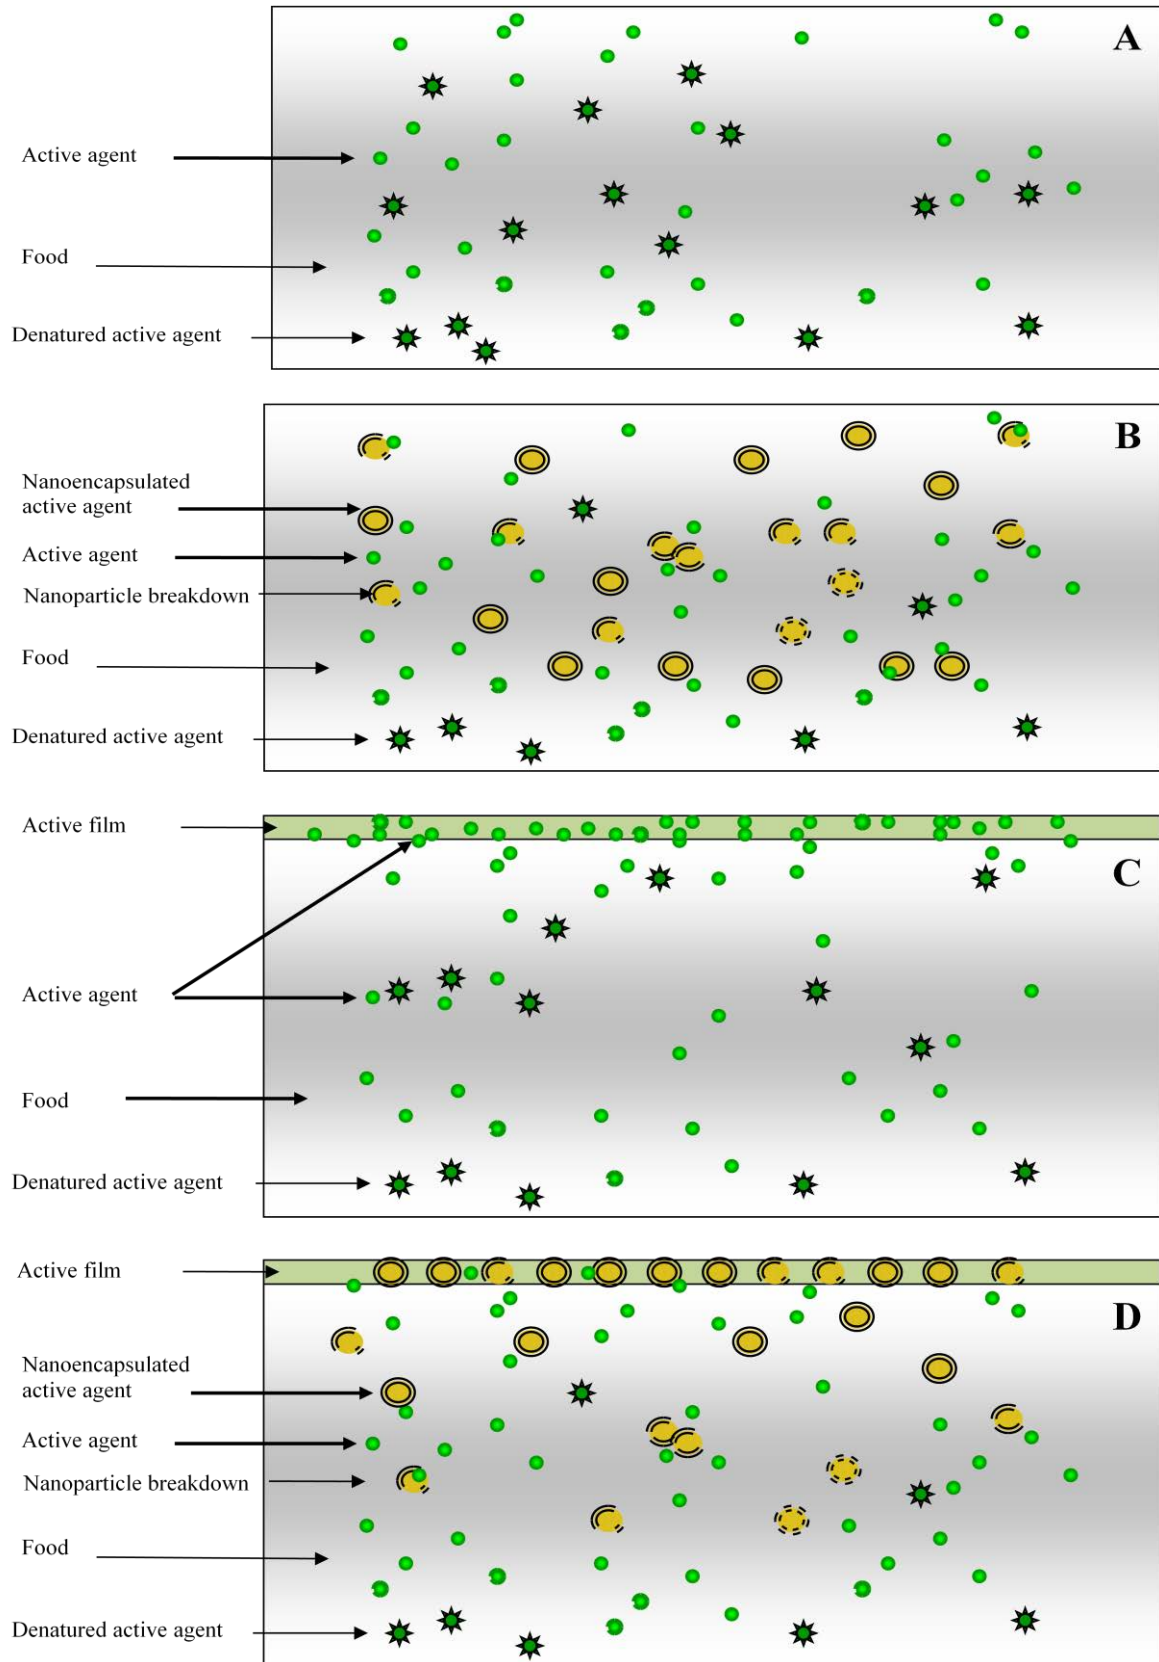 A
Active agent
Food
Denatured active agent
B
Nanoencapsulated
active agent
Active agent
Nanoparticle breakdown
Food
Denatured active agent
Active film
C
Active agent
Food
Denatured active agent
Active film
D
Nanoencapsulated
active agent
Active agent
Nanoparticle breakdown
Food
Denatured active agent